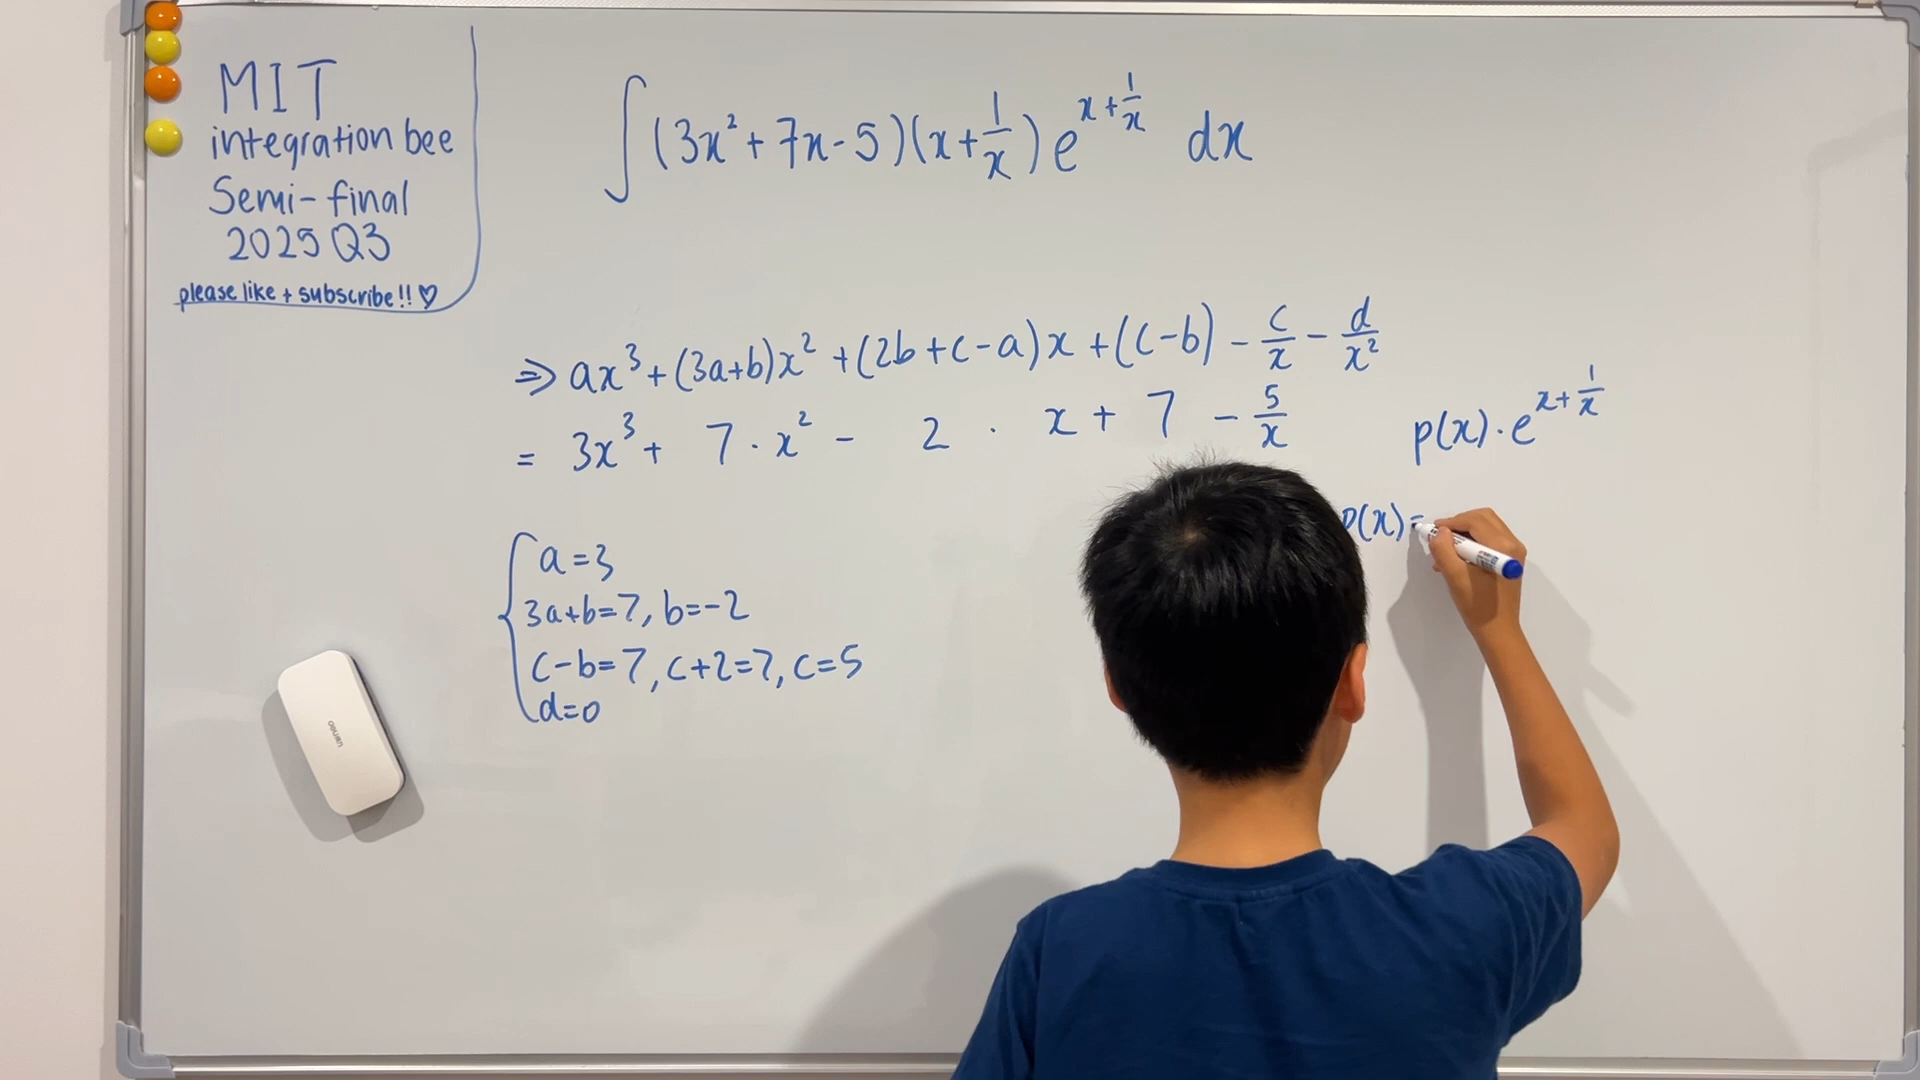 MIT
integration bee
Semi-final
2025 Q3
please like + subscribe!! ♡
∫(3x² + 7x - 5)(x + 1/x) e^(x + 1/x) dx
⇒ ax³ + (3a+b)x² + (2b+c-a)x + (c-b) - c/x - d/x²
= 3x³ + 7 · x² - 2 · x + 7 - 5/x
p(x) · e^(x + 1/x)
p(x) =
a=3
3a+b=7, b=-2
c-b=7, c+2=7, c=5
d=0